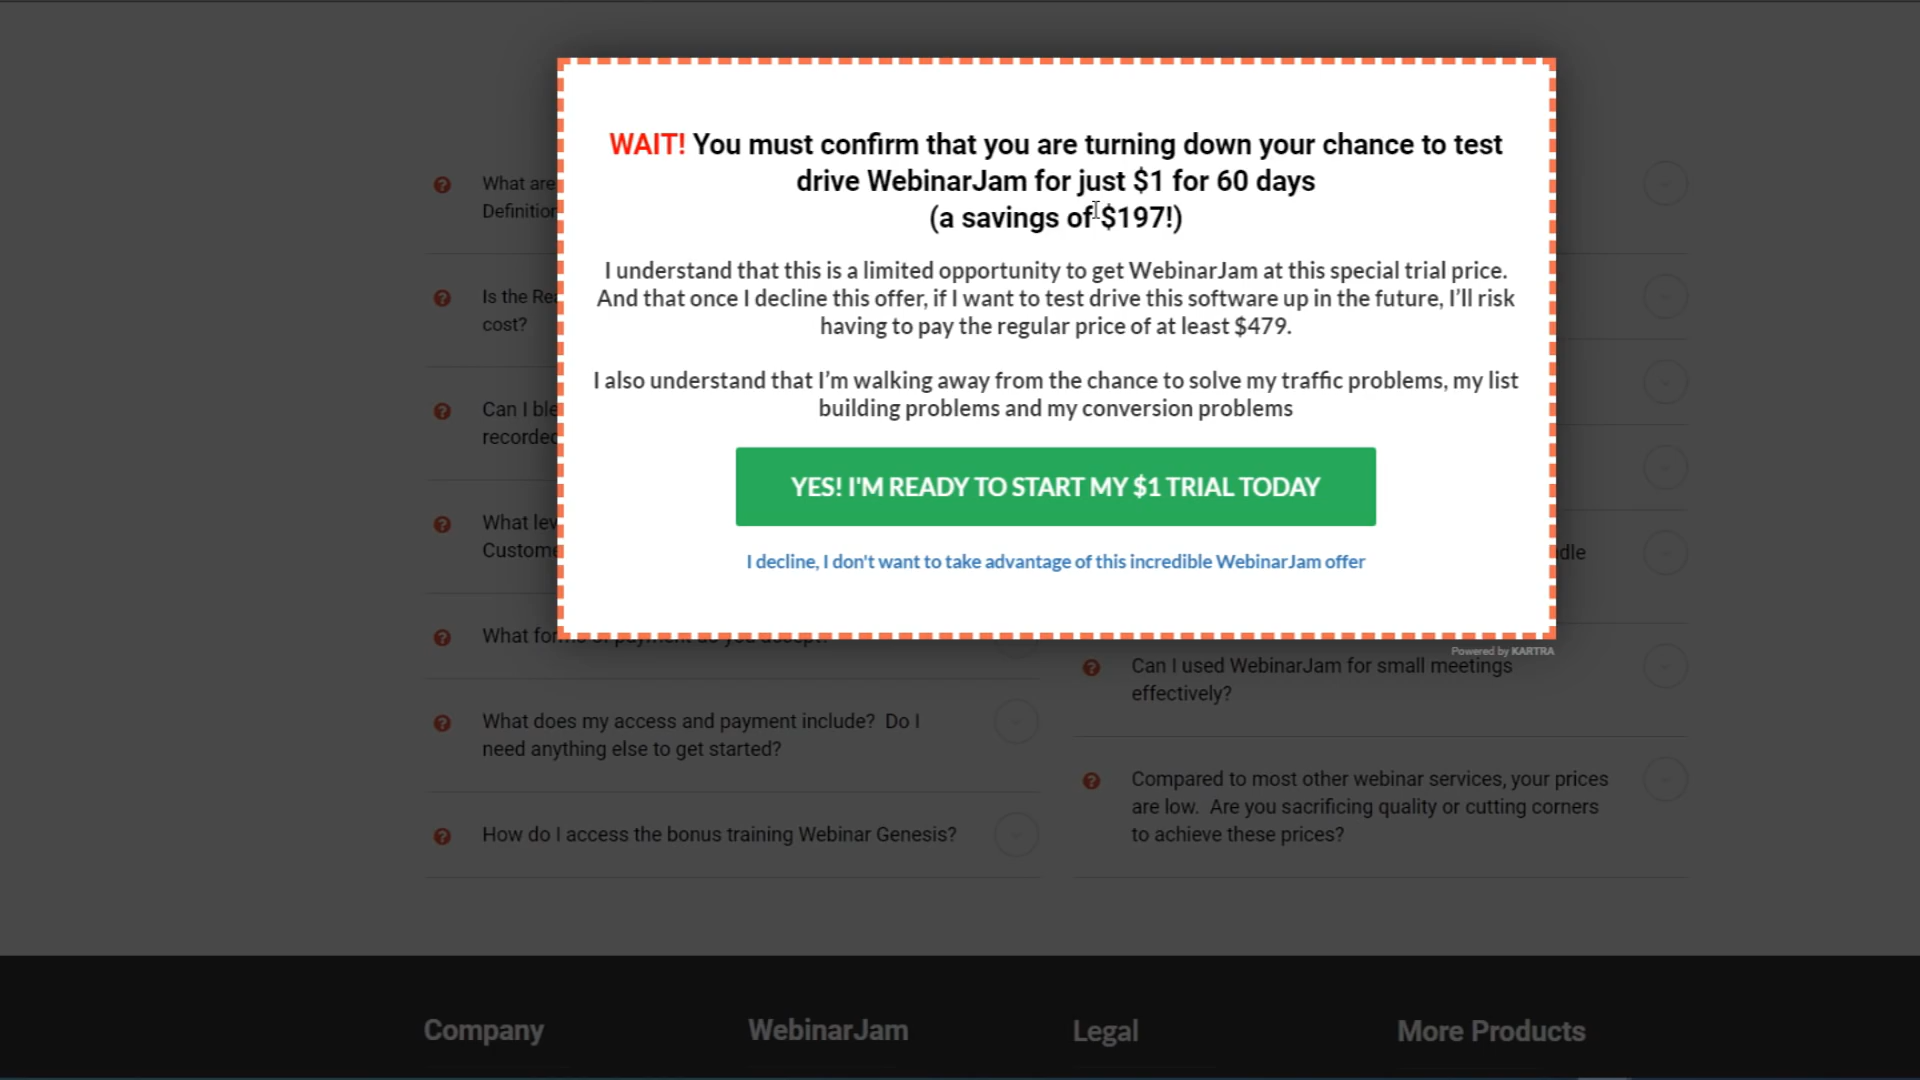 WAIT! You must confirm that you are turning down your chance to test
drive WebinarJam for just $1 for 60 days
(a savings of $197!)
I understand that this is a limited opportunity to get WebinarJam at this special trial price.
And that once I decline this offer, if I want to test drive this software up in the future, I'll risk
having to pay the regular price of at least $479.
I also understand that I'm walking away from the chance to solve my traffic problems, my list
building problems and my conversion problems
YES! I'M READY TO START MY $1 TRIAL TODAY
I decline, I don't want to take advantage of this incredible WebinarJam offer
Powered by KARTRA
What are
Definition
Is the Re
cost?
Can I ble
recorded
What lev
Custome
What forms of payment do you accept?
What does my access and payment include? Do I
need anything else to get started?
How do I access the bonus training Webinar Genesis?
dle
Can I used WebinarJam for small meetings
effectively?
Compared to most other webinar services, your prices
are low. Are you sacrificing quality or cutting corners
to achieve these prices?
Company
WebinarJam
Legal
More Products